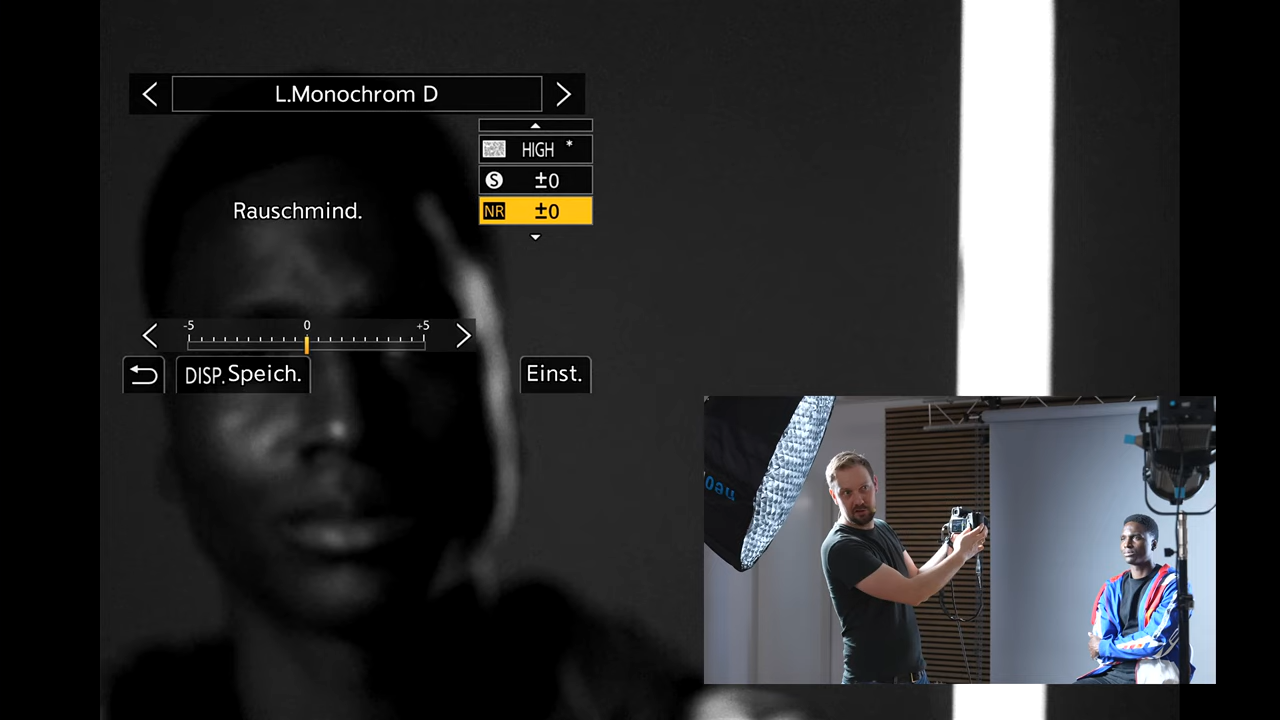 L.Monochrom D
HIGH *
S ±0
Rauschmind.
NR ±0
-5 0 +5
DISP. Speich.
Einst.